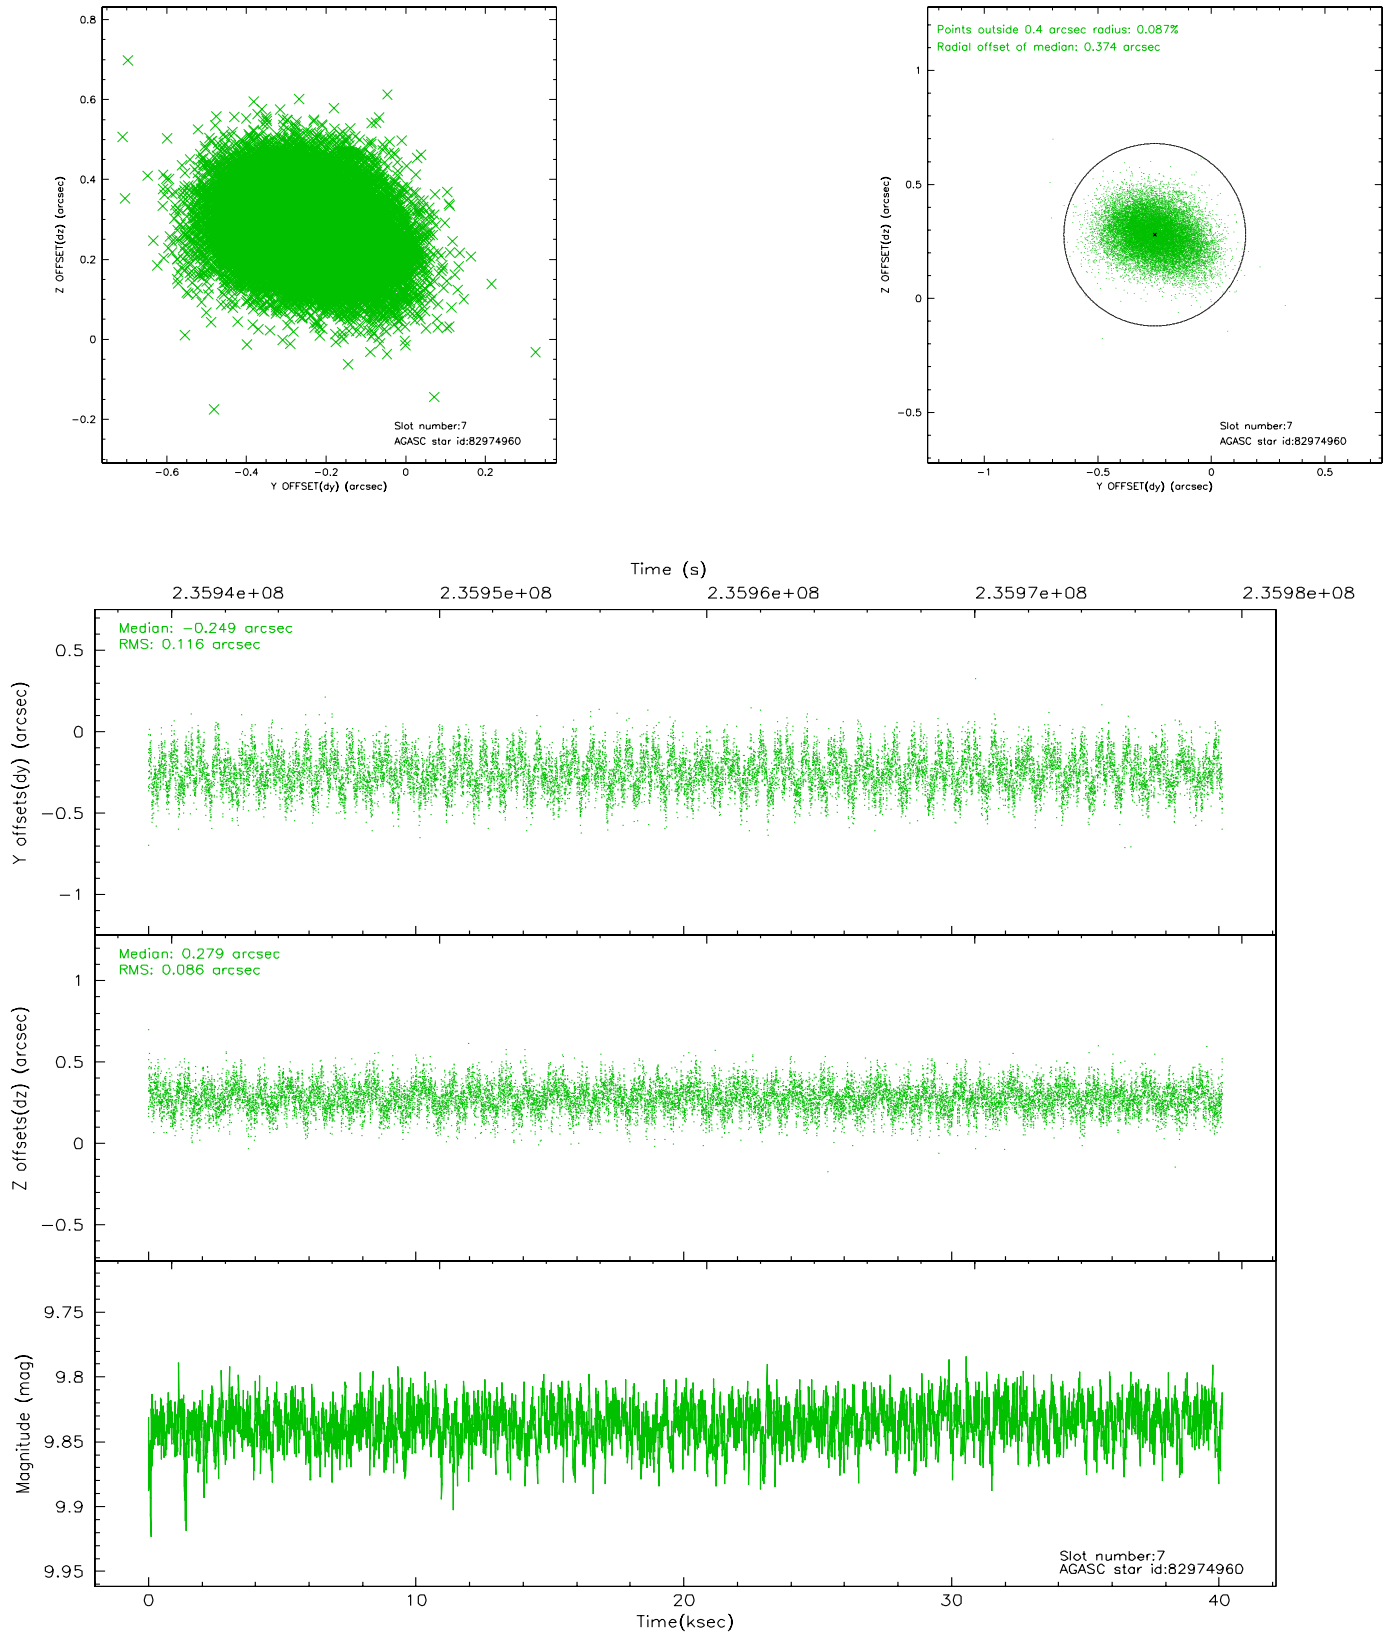 0.8
0.6
0.4
0.2
0
−0.2
Z OFFSET(dz) (arcsec)
−0.6
−0.4
−0.2
0
0.2
Y OFFSET(dy) (arcsec)
Slot number:7
AGASC star id:82974960
Points outside 0.4 arcsec radius: 0.087%
Radial offset of median: 0.374 arcsec
1
0.5
0
−0.5
Z OFFSET(dz) (arcsec)
−1
−0.5
0
0.5
Y OFFSET(dy) (arcsec)
Slot number:7
AGASC star id:82974960
Time (s)
2.3594e+08
2.3595e+08
2.3596e+08
2.3597e+08
2.3598e+08
Median: −0.249 arcsec
RMS: 0.116 arcsec
0.5
0
−0.5
−1
Y offsets(dy) (arcsec)
Median: 0.279 arcsec
RMS: 0.086 arcsec
1
0.5
0
−0.5
Z offsets(dz) (arcsec)
9.75
9.8
9.85
9.9
9.95
Magnitude (mag)
Slot number:7
AGASC star id:82974960
0
10
20
30
40
Time(ksec)